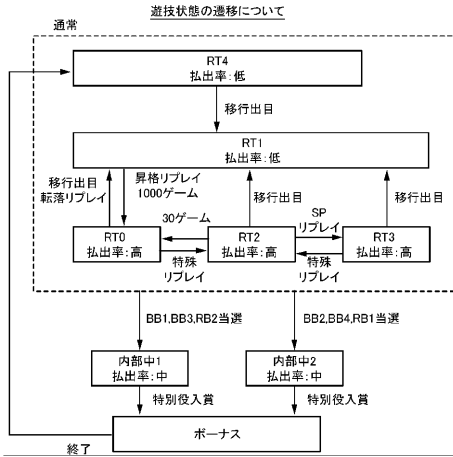 遊技状態の遷移について
通常
RT4
払出率:低
移行出目
RT1
払出率:低
移行出目
転落リプレイ
昇格リプレイ
1000ゲーム
移行出目
移行出目
30ゲーム
SP
リプレイ
RT0
払出率:高
RT2
払出率:高
RT3
払出率:高
特殊
リプレイ
特殊
リプレイ
BB1,BB3,RB2当選
BB2,BB4,RB1当選
内部中1
払出率:中
内部中2
払出率:中
特別役入賞
特別役入賞
ボーナス
終了